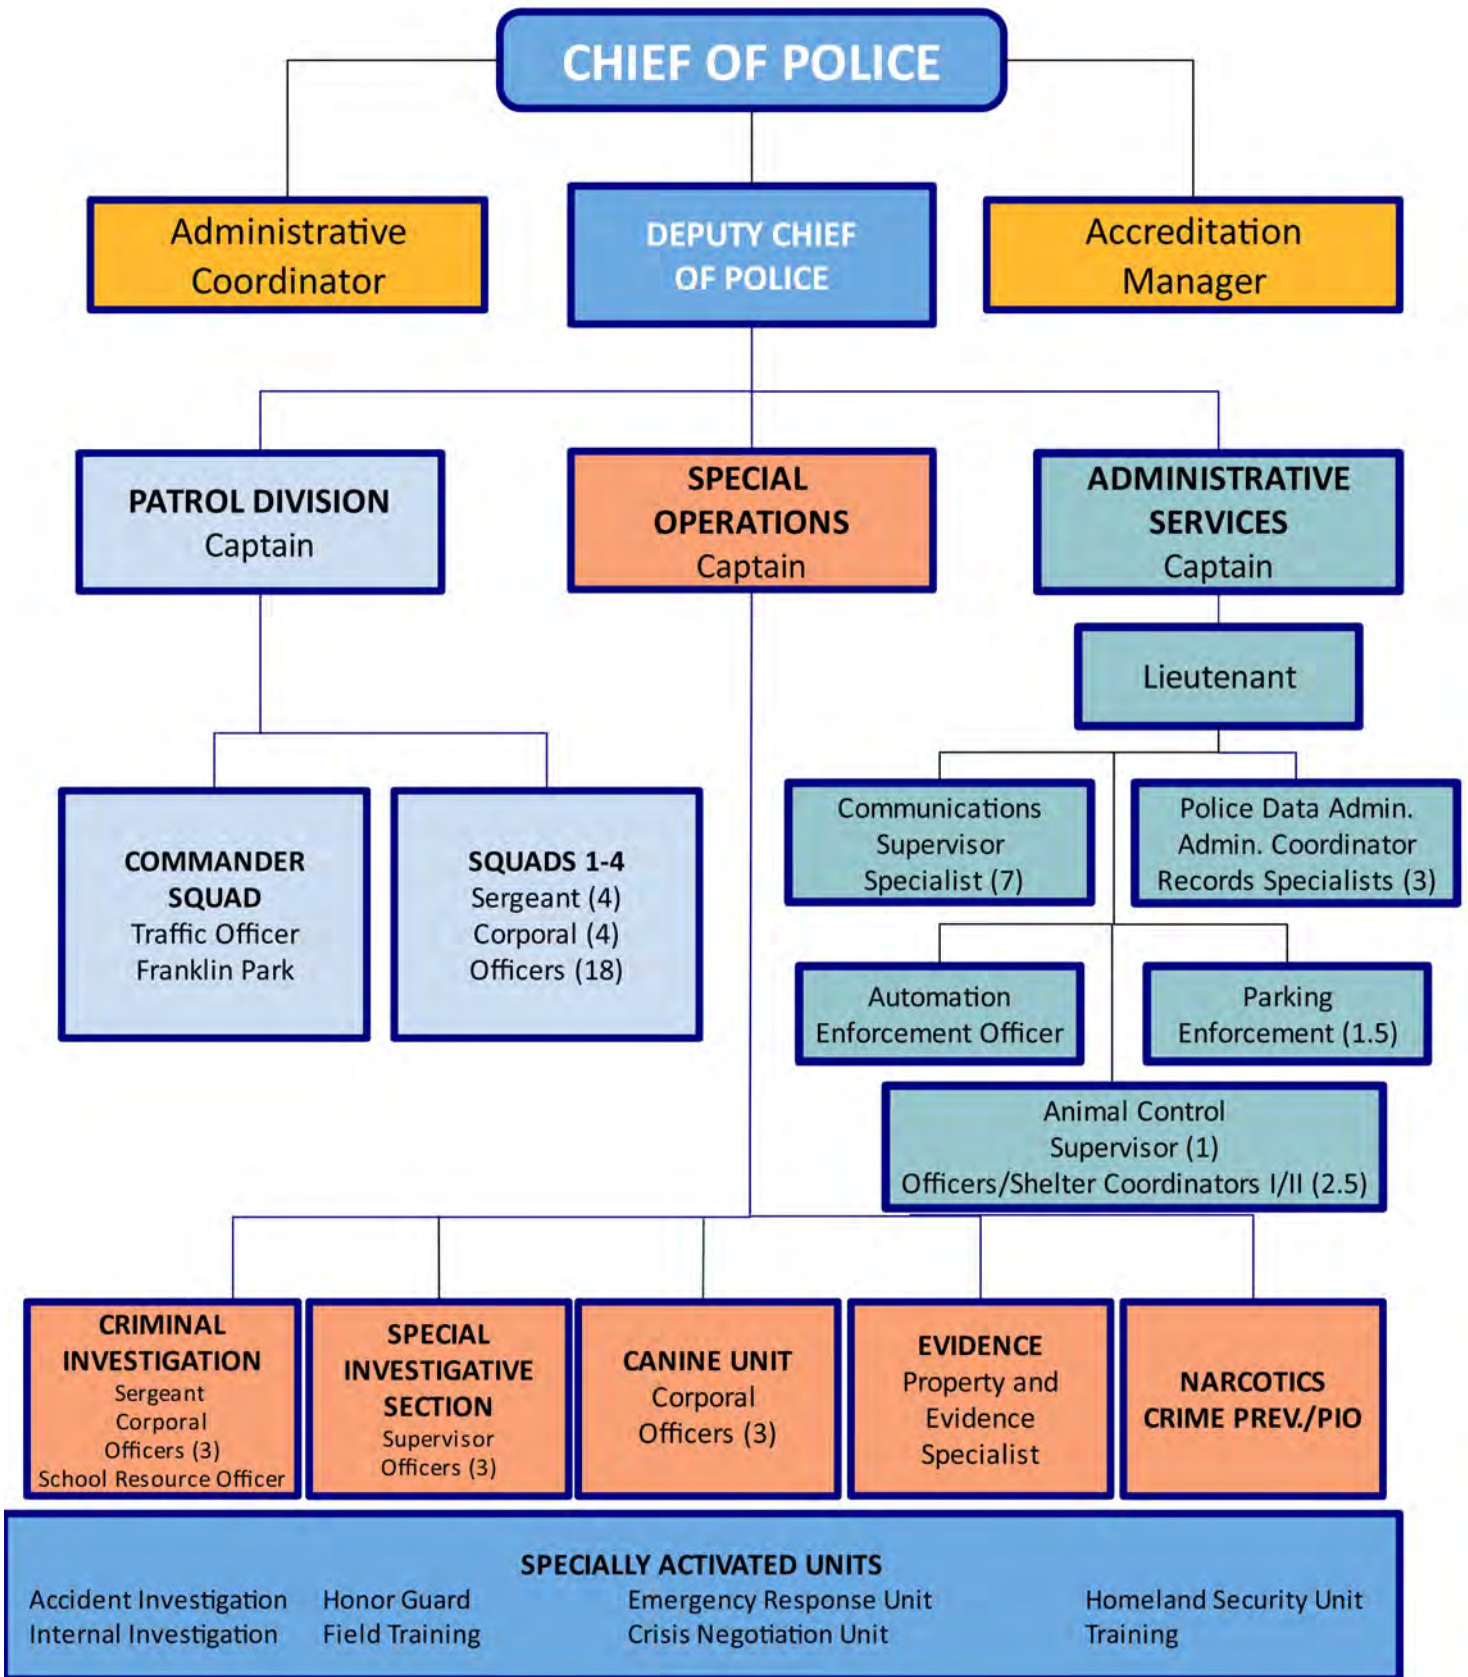 CHIEF OF POLICE
Administrative
Coordinator
DEPUTY CHIEF
OF POLICE
Accreditation
Manager
PATROL DIVISION
Captain
SPECIAL
OPERATIONS
Captain
ADMINISTRATIVE
SERVICES
Captain
Lieutenant
COMMANDER
SQUAD
Traffic Officer
Franklin Park
SQUADS 1-4
Sergeant (4)
Corporal (4)
Officers (18)
Communications
Supervisor
Specialist (7)
Police Data Admin.
Admin. Coordinator
Records Specialists (3)
Automation
Enforcement Officer
Parking
Enforcement (1.5)
Animal Control
Supervisor (1)
Officers/Shelter Coordinators I/II (2.5)
CRIMINAL
INVESTIGATION
Sergeant
Corporal
Officers (3)
School Resource Officer
SPECIAL
INVESTIGATIVE
SECTION
Supervisor
Officers (3)
CANINE UNIT
Corporal
Officers (3)
EVIDENCE
Property and
Evidence
Specialist
NARCOTICS
CRIME PREV./PIO
SPECIALLY ACTIVATED UNITS
Accident Investigation Honor Guard Emergency Response Unit Homeland Security Unit
Internal Investigation Field Training Crisis Negotiation Unit Training